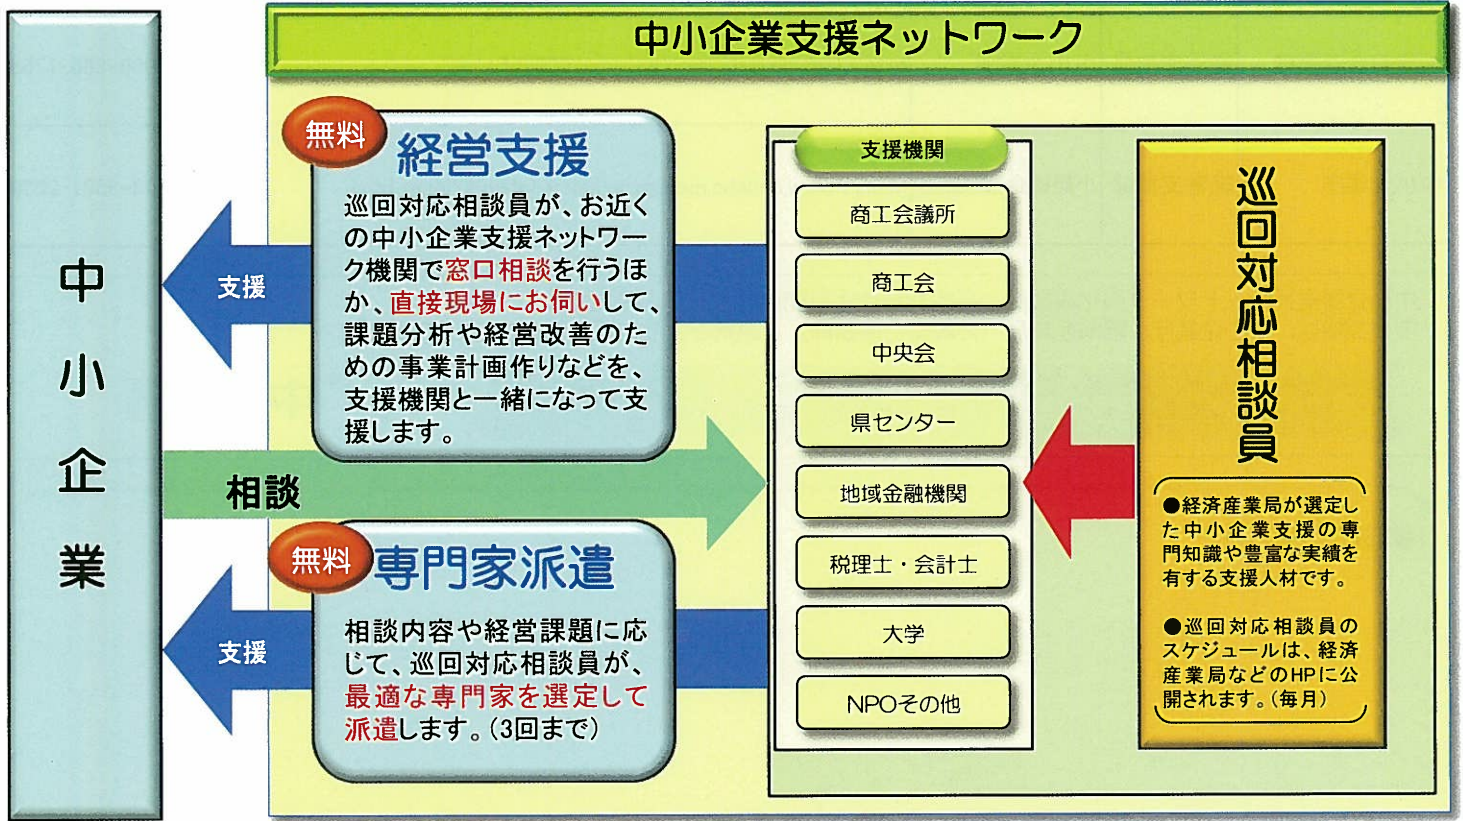 中小企業支援ネットワーク
中小企業
無料
経営支援
巡回対応相談員が、お近く
の中小企業支援ネットワー
ク機関で窓口相談を行うほ
か、直接現場にお伺いして、
課題分析や経営改善のた
めの事業計画作りなどを、
支援機関と一緒になって支
援します。
支援
相談
無料
専門家派遣
相談内容や経営課題に応
じて、巡回対応相談員が、
最適な専門家を選定して
派遣します。(3回まで)
支援
支援機関
商工会議所
商工会
中央会
県センター
地域金融機関
税理士・会計士
大学
NPOその他
巡回対応相談員
●経済産業局が選定し
た中小企業支援の専
門知識や豊富な実績を
有する支援人材です。
●巡回対応相談員の
スケジュールは、経済
産業局などのHPに公
開されます。(毎月)